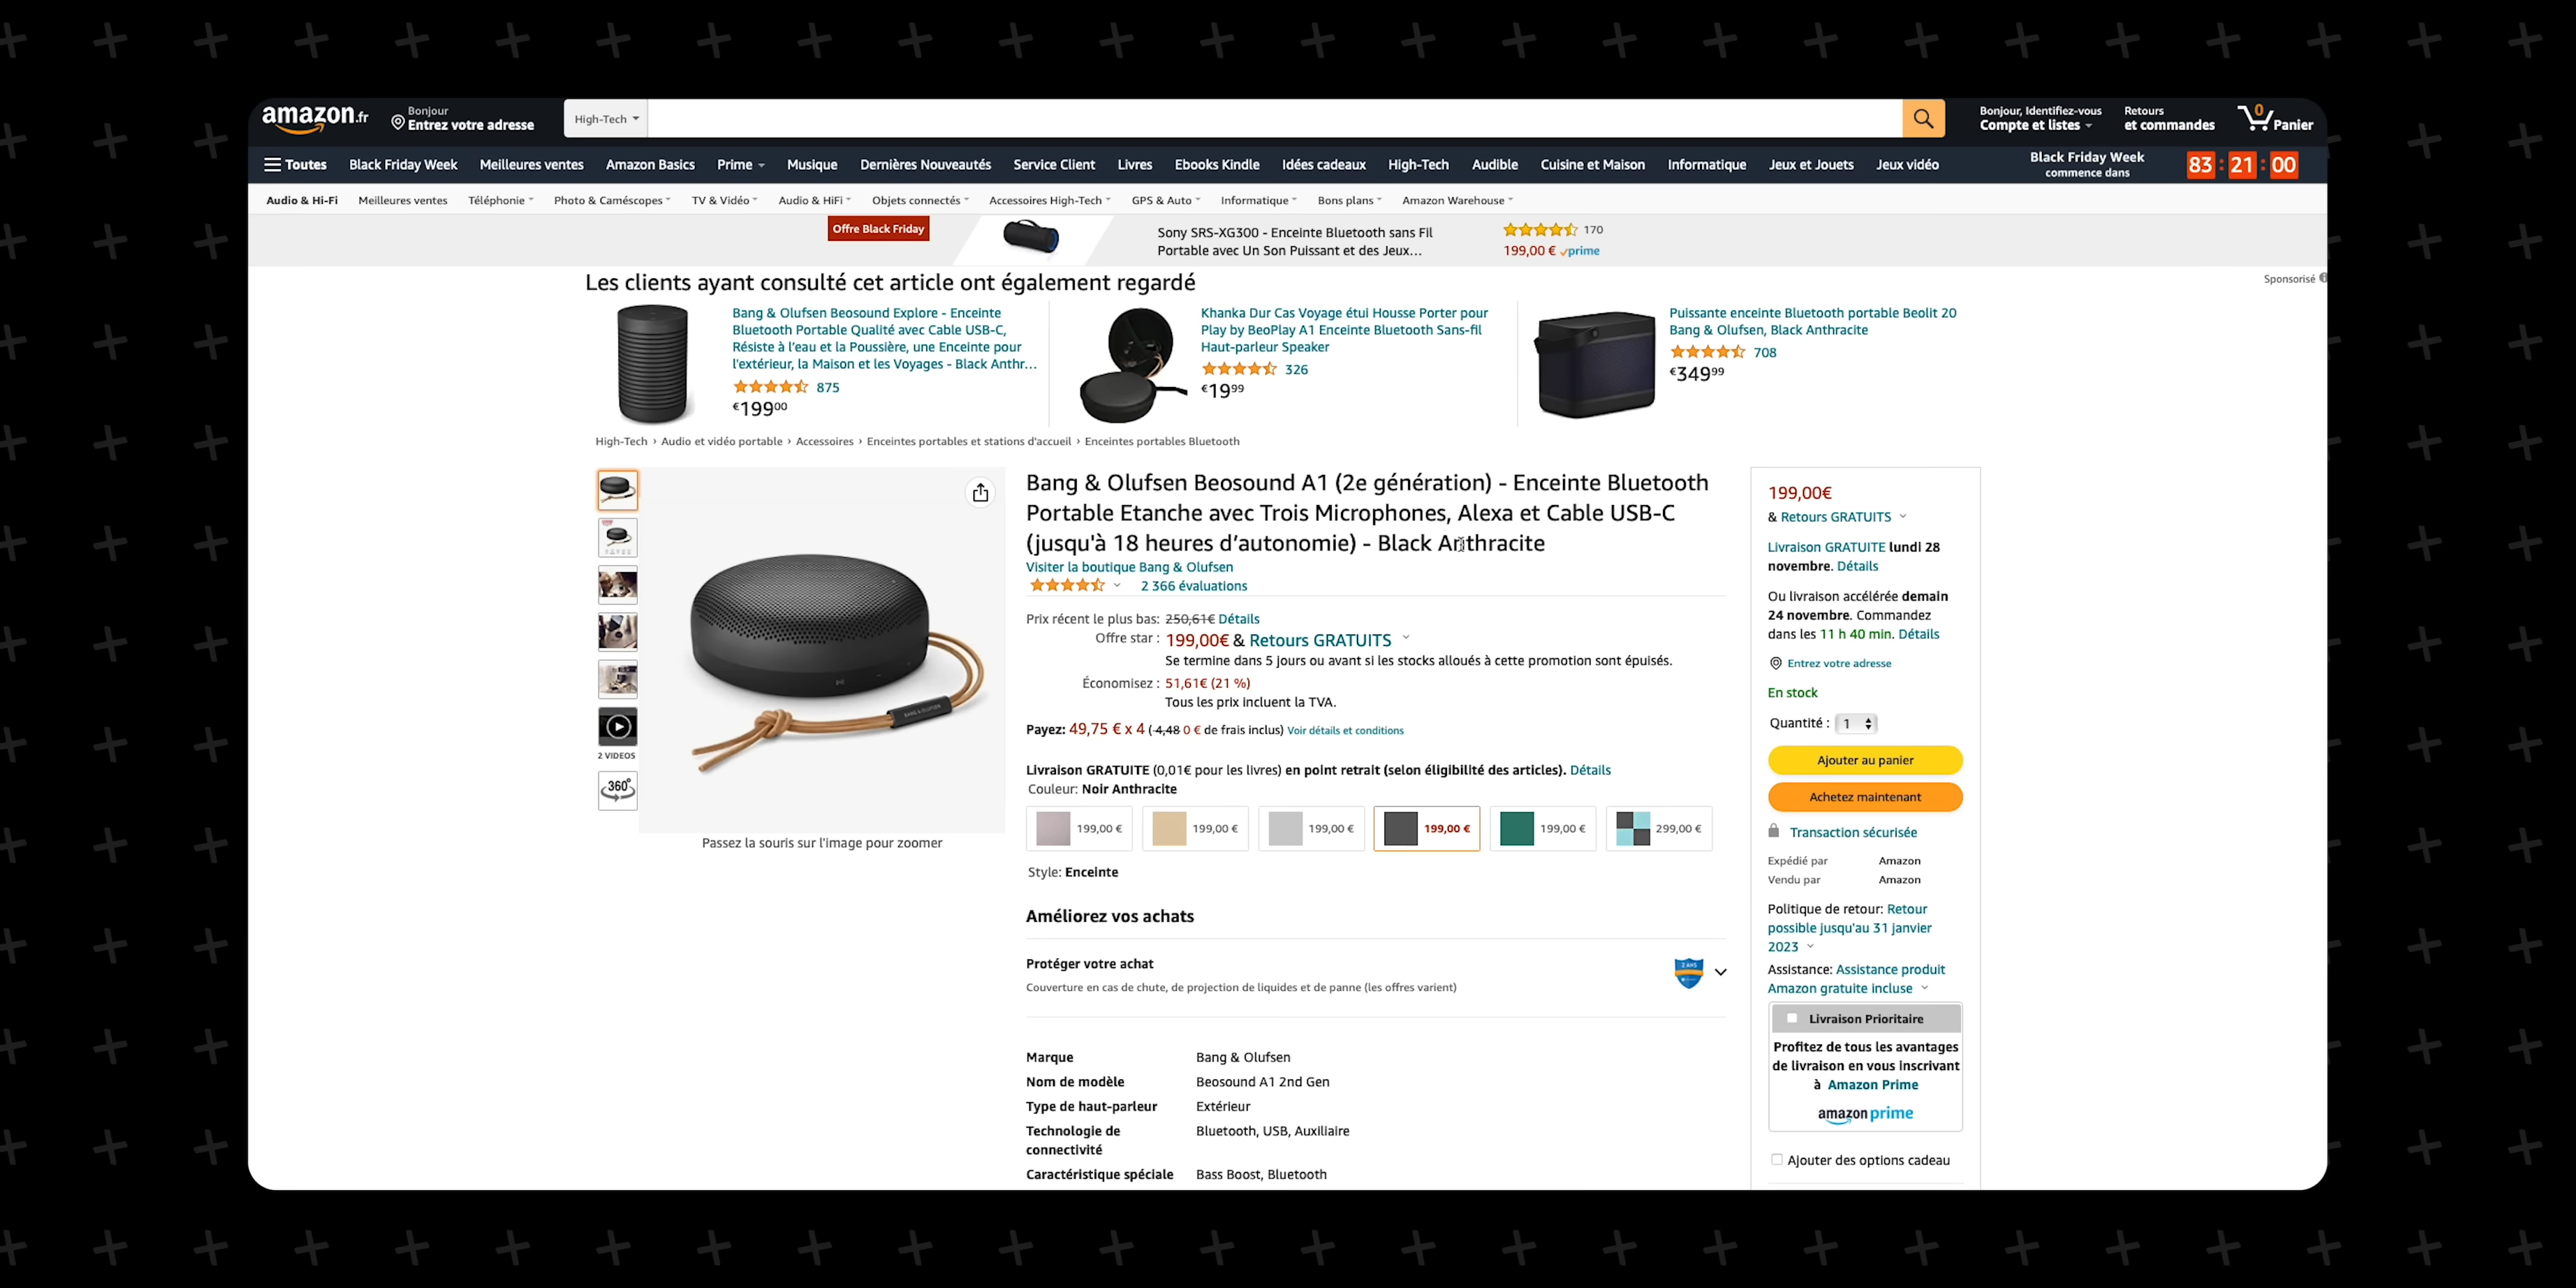 amazon.fr
Bonjour
Entrez votre adresse
High-Tech
Bonjour, Identifiez-vous
Compte et listes
Retours
et commandes
0
Panier
Toutes
Black Friday Week
Meilleures ventes
Amazon Basics
Prime
Musique
Dernières Nouveautés
Service Client
Livres
Ebooks Kindle
Idées cadeaux
High-Tech
Audible
Cuisine et Maison
Informatique
Jeux et Jouets
Jeux vidéo
Black Friday Week
commence dans
83 : 21 : 00
Audio & Hi-Fi
Meilleures ventes
Téléphonie
Photo & Caméscopes
TV & Vidéo
Audio & HiFi
Objets connectés
Accessoires High-Tech
GPS & Auto
Informatique
Bons plans
Amazon Warehouse
Offre Black Friday
Sony SRS-XG300 - Enceinte Bluetooth sans Fil
Portable avec Un Son Puissant et des Jeux…
170
199,00 € prime
Sponsorisé
Les clients ayant consulté cet article ont également regardé
Bang & Olufsen Beosound Explore - Enceinte
Bluetooth Portable Qualité avec Cable USB-C,
Résiste à l'eau et la Poussière, une Enceinte pour
l'extérieur, la Maison et les Voyages - Black Anthr…
875
€19900
Khanka Dur Cas Voyage étui Housse Porter pour
Play by BeoPlay A1 Enceinte Bluetooth Sans-fil
Haut-parleur Speaker
326
€1999
Puissante enceinte Bluetooth portable Beolit 20
Bang & Olufsen, Black Anthracite
708
€34999
High-Tech › Audio et vidéo portable › Accessoires › Enceintes portables et stations d'accueil › Enceintes portables Bluetooth
2 VIDEOS
360°
BANG & OLUFSEN
Passez la souris sur l'image pour zoomer
Bang & Olufsen Beosound A1 (2e génération) - Enceinte Bluetooth
Portable Etanche avec Trois Microphones, Alexa et Cable USB-C
(jusqu'à 18 heures d’autonomie) - Black Anthracite
Visiter la boutique Bang & Olufsen
2 366 évaluations
Prix récent le plus bas: 250,61€ Détails
Offre star : 199,00€ & Retours GRATUITS
Se termine dans 5 jours ou avant si les stocks alloués à cette promotion sont épuisés.
Économisez : 51,61€ (21 %)
Tous les prix incluent la TVA.
Payez: 49,75 € x 4 (4,48 0 € de frais inclus) Voir détails et conditions
Livraison GRATUITE (0,01€ pour les livres) en point retrait (selon éligibilité des articles). Détails
Couleur: Noir Anthracite
199,00 €
199,00 €
199,00 €
199,00 €
199,00 €
299,00 €
Style: Enceinte
Améliorez vos achats
Protéger votre achat
Couverture en cas de chute, de projection de liquides et de panne (les offres varient)
2 ANS
Marque Bang & Olufsen
Nom de modèle Beosound A1 2nd Gen
Type de haut-parleur Extérieur
Technologie de Bluetooth, USB, Auxiliaire
connectivité
Caractéristique spéciale Bass Boost, Bluetooth
199,00€
& Retours GRATUITS
Livraison GRATUITE lundi 28
novembre. Détails
Ou livraison accélérée demain
24 novembre. Commandez
dans les 11 h 40 min. Détails
Entrez votre adresse
En stock
Quantité : 1
Ajouter au panier
Achetez maintenant
Transaction sécurisée
Expédié par Amazon
Vendu par Amazon
Politique de retour: Retour
possible jusqu'au 31 janvier
2023
Assistance: Assistance produit
Amazon gratuite incluse
Livraison Prioritaire
Profitez de tous les avantages
de livraison en vous inscrivant
à Amazon Prime
amazon prime
Ajouter des options cadeau